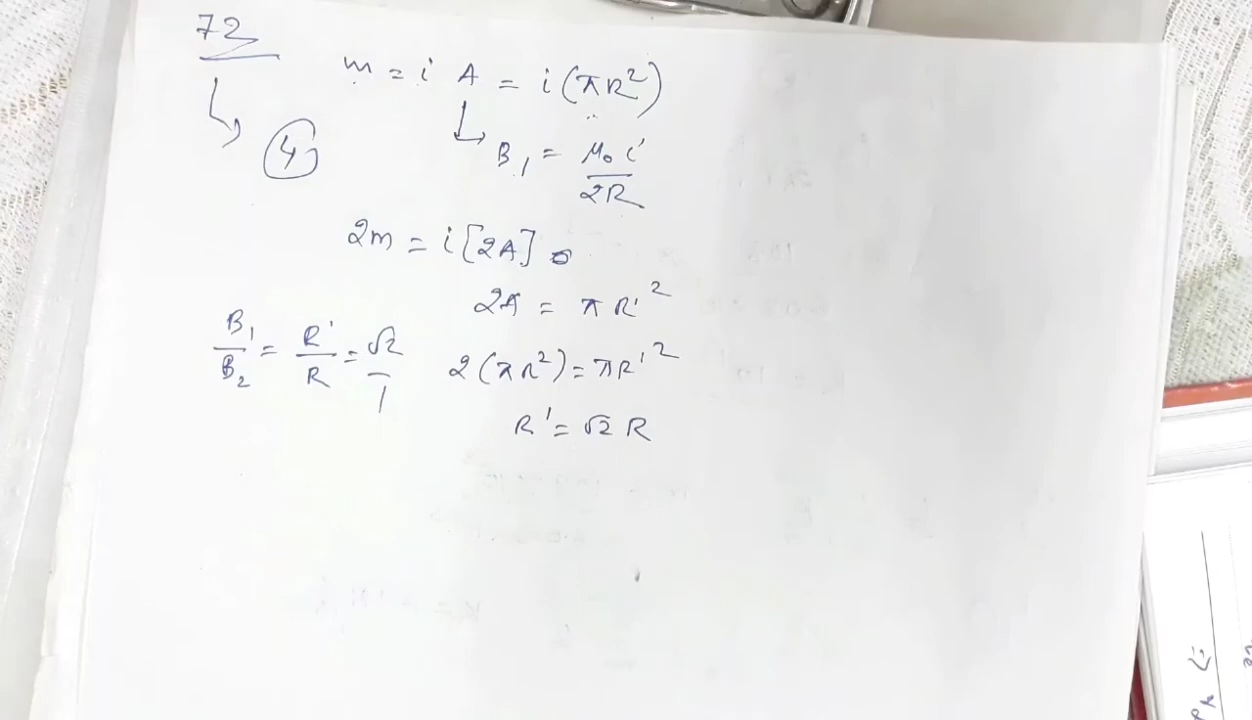 72
m = i A = i (πR²)
4
B₁ = μ₀ i / 2R
2m = i [2A]
2A = π R'²
B₁/B₂ = R'/R = √2/1
2 (πR²) = πR'²
R' = √2 R